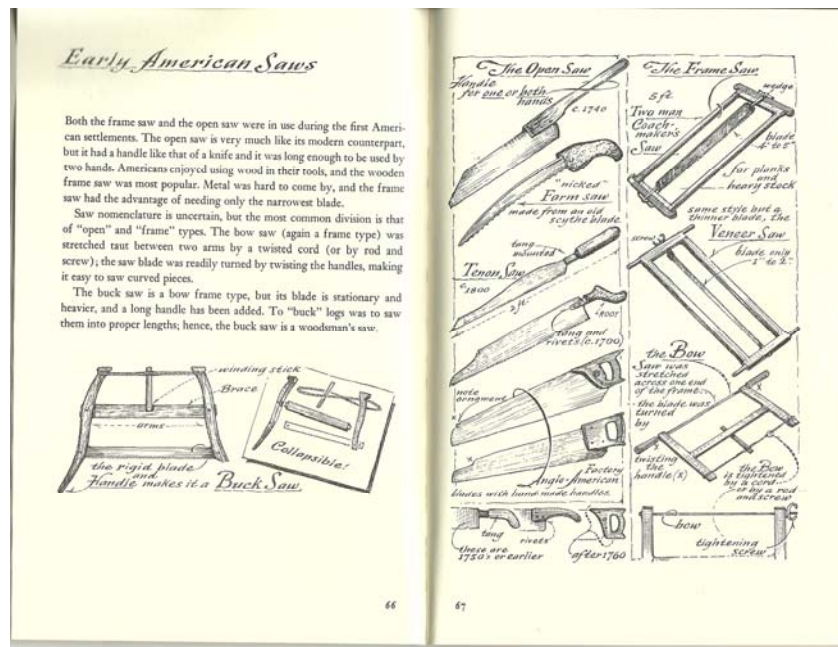 Early American Saws
Both the frame saw and the open saw were in use during the first Ameri-
can settlements. The open saw is very much like its modern counterpart,
but it had a handle like that of a knife and it was long enough to be used by
two hands. Americans enjoyed using wood in their tools, and the wooden
frame saw was most popular. Metal was hard to come by, and the frame
saw had the advantage of needing only the narrowest blade.
Saw nomenclature is uncertain, but the most common division is that
of "open" and "frame" types. The bow saw (again a frame type) was
stretched taut between two arms by a twisted cord (or by rod and
screw); the saw blade was readily turned by twisting the handles, making
it easy to saw curved pieces.
The buck saw is a bow frame type, but its blade is stationary and
heavier, and a long handle has been added. To "buck" logs was to saw
them into proper lengths; hence, the buck saw is a woodsman's saw.
winding stick
Brace
arms
Collapsible!
the rigid blade
and
Handle makes it a Buck Saw
66
The Open Saw
Handle
for one or both
hands
c. 1740
"nicked"
Farm saw
made from an old
scythe blade
tang
mounted
Tenon Saw
c. 1800
2 ft.
tang and
rivets (c. 1700)
note
ornament
x
x
Factory
Anglo-American
blades with hand made handles.
tang
rivets
these are
1750's or earlier
after 1760
The Frame Saw
wedge
5 ft.
Two man
Coach-
maker's
Saw
blade
4' to 5'
for planks
and
heavy stock
same style but a
thinner blade, the
Veneer Saw
screw
blade only
1" to 2"
the Bow
Saw was
stretched
across one end
of the frame
the blade was
turned
by
twisting
the
handle (x)
x
x
the Bow
is tightened
by a cord
or by a rod
and screw
bow
tightening
screw
67